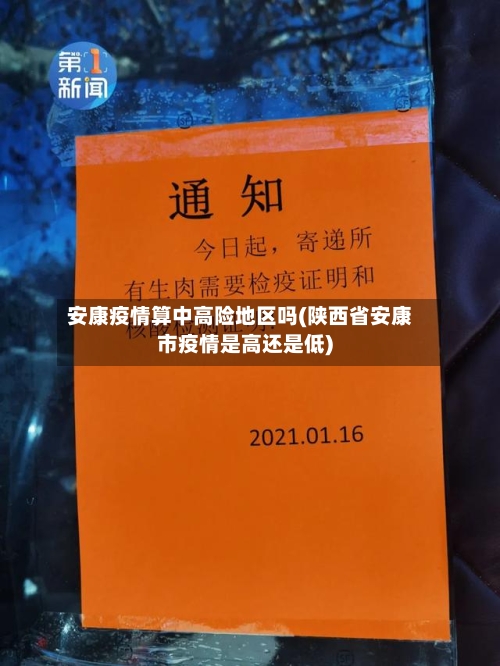 第1
新闻
通 知
今日起，寄递所
有生肉需要检疫证明和
安康疫情算中高险地区吗(陕西省安康
市疫情是高还是低)
2021.01.16